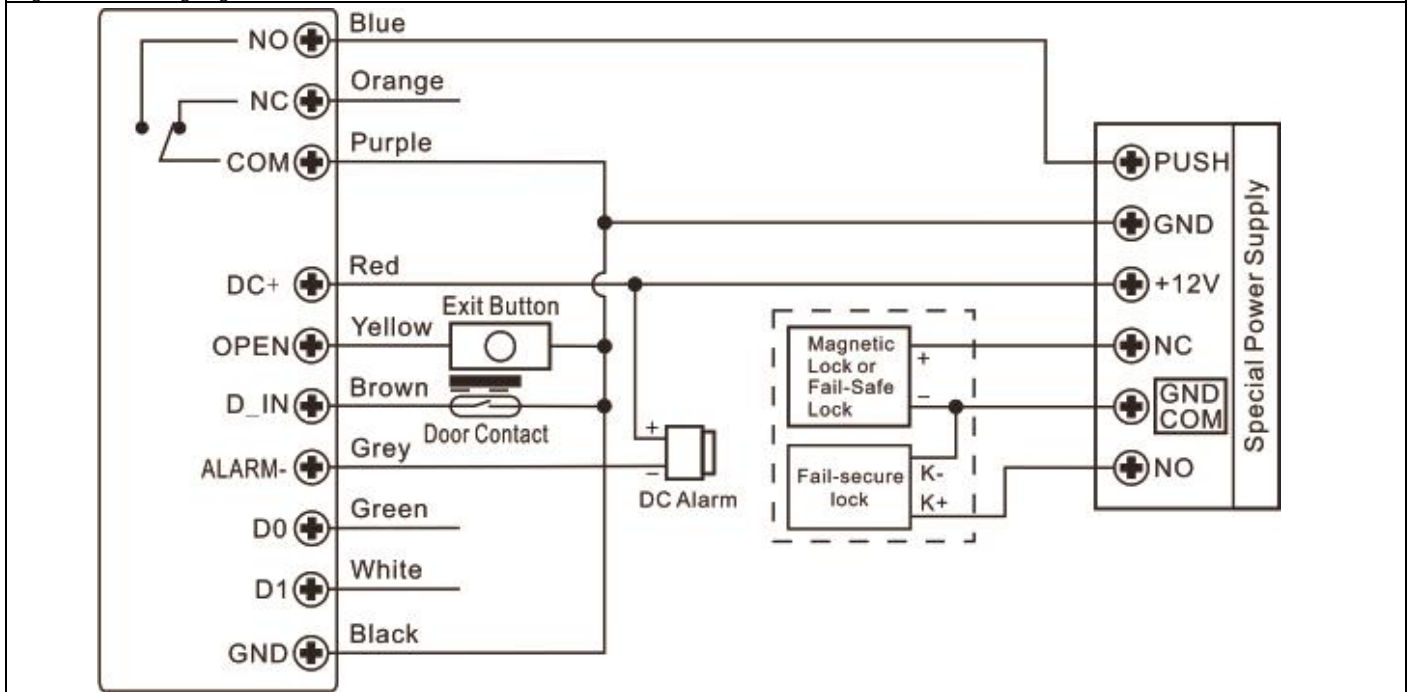 NO
Blue
NC
Orange
COM
Purple
DC+
Red
OPEN
Yellow
Exit Button
D_IN
Brown
Door Contact
ALARM-
Grey
+
−
DC Alarm
D0
Green
D1
White
GND
Black
Magnetic
Lock or
Fail-Safe
Lock
+
−
Fail-secure
lock
K-
K+
PUSH
GND
+12V
NC
GND
COM
NO
Special Power Supply